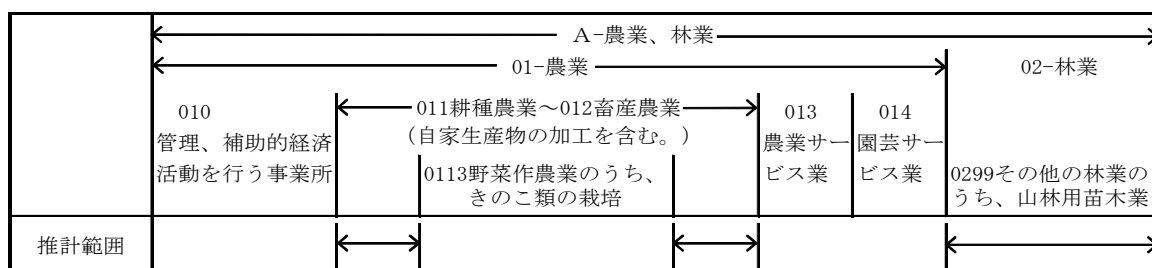 A-農業、林業
01-農業
02-林業
010
管理、補助的経済
活動を行う事業所
011耕種農業～012畜産農業
(自家生産物の加工を含む。)
0113野菜作農業のうち、
きのこ類の栽培
013
農業サー
ビス業
014
園芸サー
ビス業
0299その他の林業の
うち、山林用苗木業
推計範囲